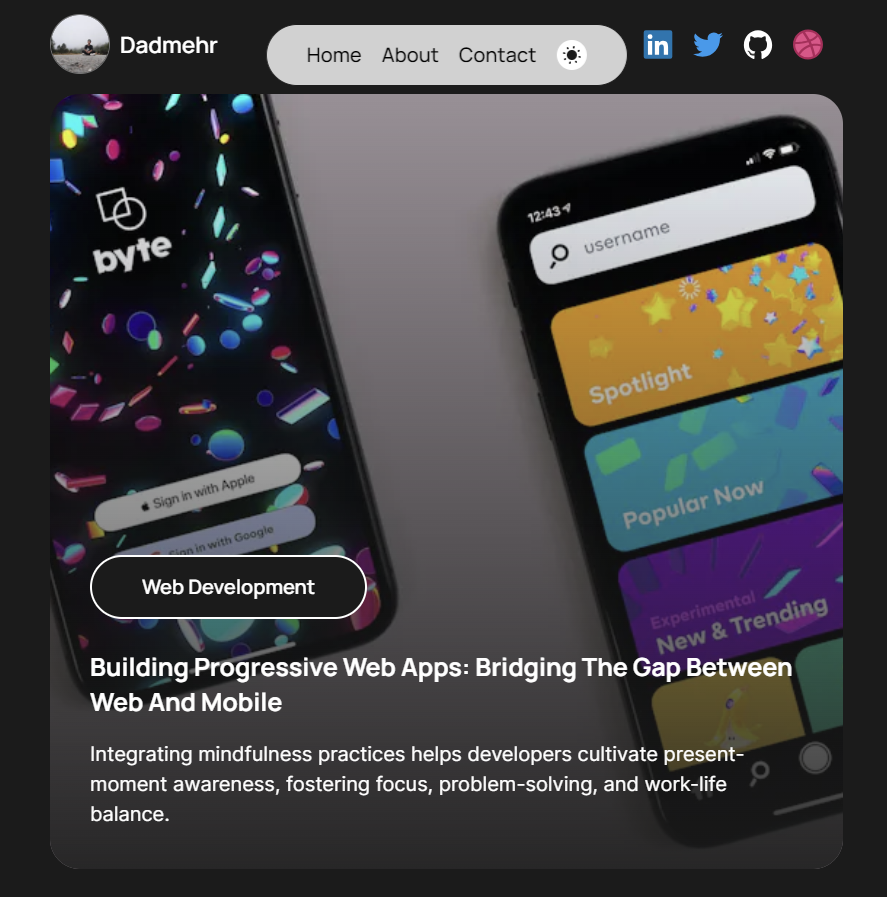 Dadmehr
Home About Contact
byte
Sign in with Apple
Sign in with Google
12:43
username
Spotlight
Popular Now
Experimental
New & Trending
Web Development
Building Progressive Web Apps: Bridging The Gap Between
Web And Mobile
Integrating mindfulness practices helps developers cultivate present-
moment awareness, fostering focus, problem-solving, and work-life
balance.